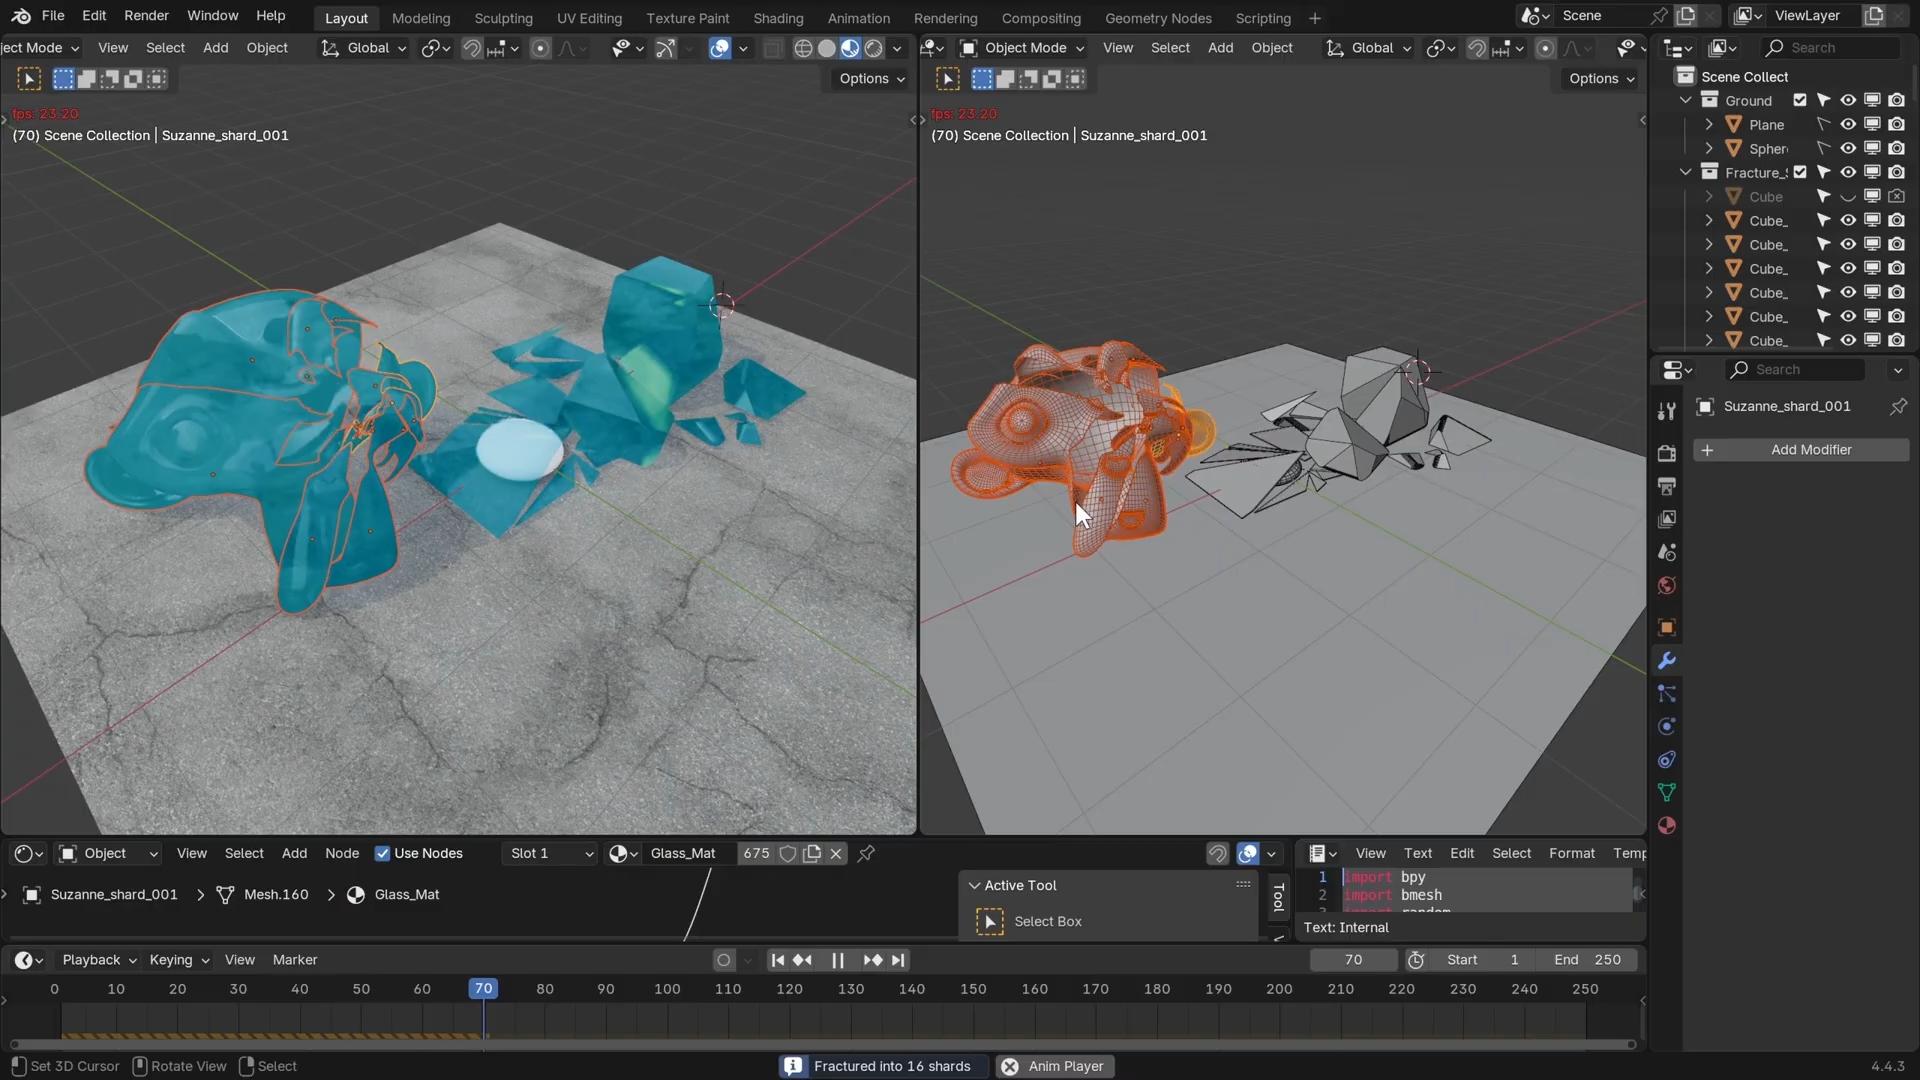 File Edit Render Window Help Layout Modeling Sculpting UV Editing Texture Paint Shading Animation Rendering Compositing Geometry Nodes Scripting Scene ViewLayer
ject Mode View Select Add Object Global
Options
fps: 23.20
(70) Scene Collection | Suzanne_shard_001
Object Mode View Select Add Object Global
Options
fps: 23.20
(70) Scene Collection | Suzanne_shard_001
Search
Scene Collect
Ground
Plane
Spher
Fracture_S
Cube
Cube_
Cube_
Cube_
Cube_
Cube_
Cube_
Search
Suzanne_shard_001
Add Modifier
Object View Select Add Node Use Nodes Slot 1 Glass_Mat 675
Suzanne_shard_001 Mesh.160 Glass_Mat
Active Tool
Select Box
Tool
View Text Edit Select Format Temp
1 import bpy
2 import bmesh
Text: Internal
Playback Keying View Marker 70 Start 1 End 250
0 10 20 30 40 50 60 70 80 90 100 110 120 130 140 150 160 170 180 190 200 210 220 230 240 250
Set 3D Cursor Rotate View Select Fractured into 16 shards Anim Player 4.4.3